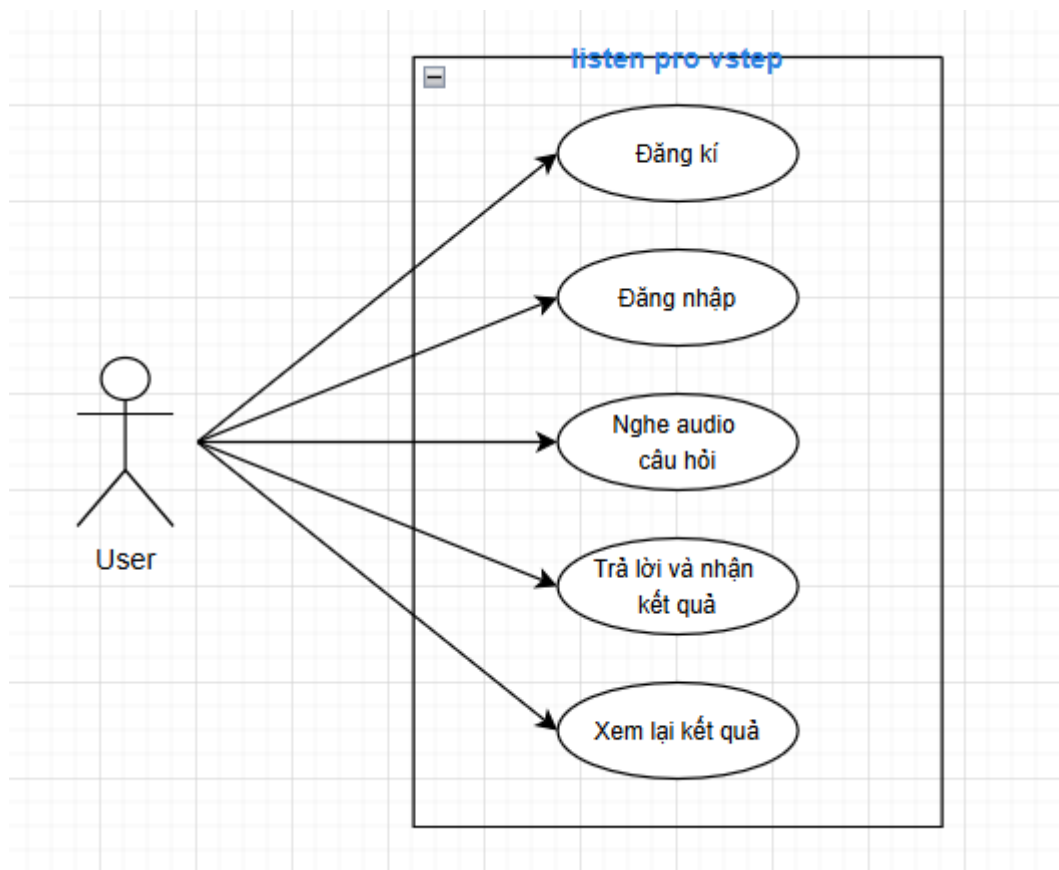 listen pro vstep
Đăng kí
Đăng nhập
Nghe audio
câu hỏi
Trả lời và nhận
kết quả
Xem lại kết quả
User